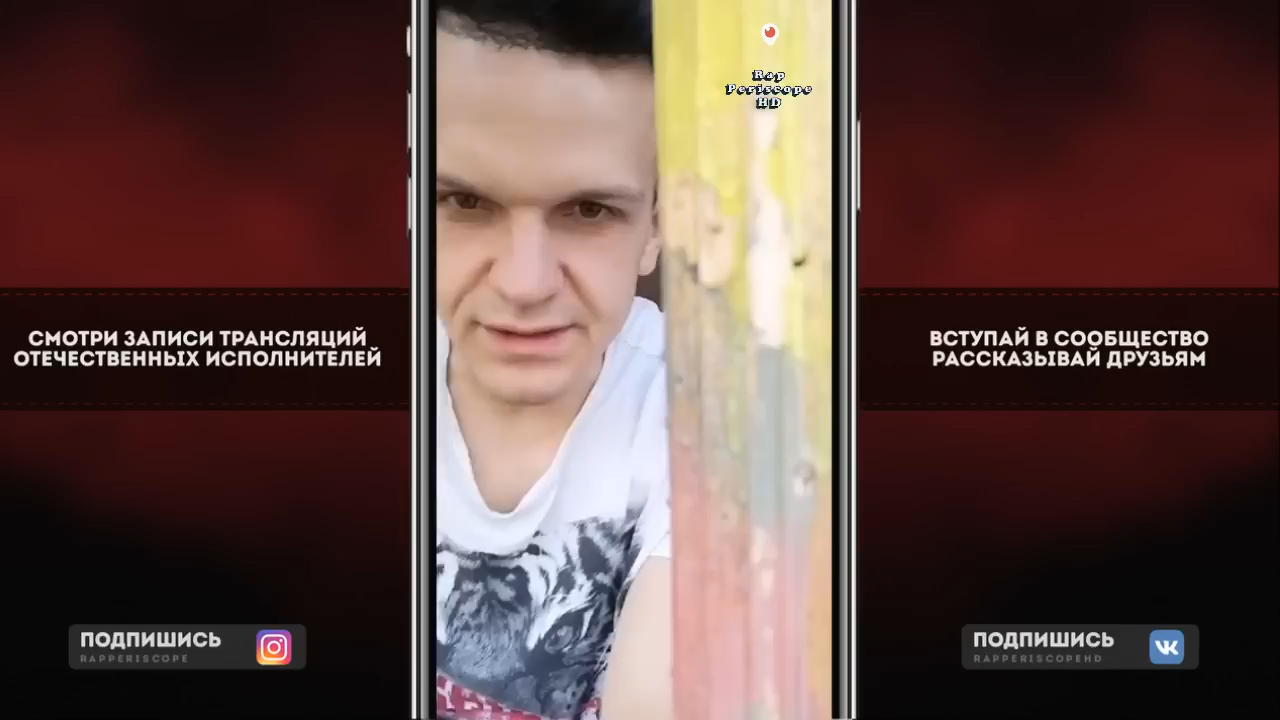 Rap
Periscope
HD
СМОТРИ ЗАПИСИ ТРАНСЛЯЦИЙ
ОТЕЧЕСТВЕННЫХ ИСПОЛНИТЕЛЕЙ
ВСТУПАЙ В СООБЩЕСТВО
РАССКАЗЫВАЙ ДРУЗЬЯМ
ПОДПИШИСЬ
RAPPERISCOPE
ПОДПИШИСЬ
RAPPERISCOPEHD